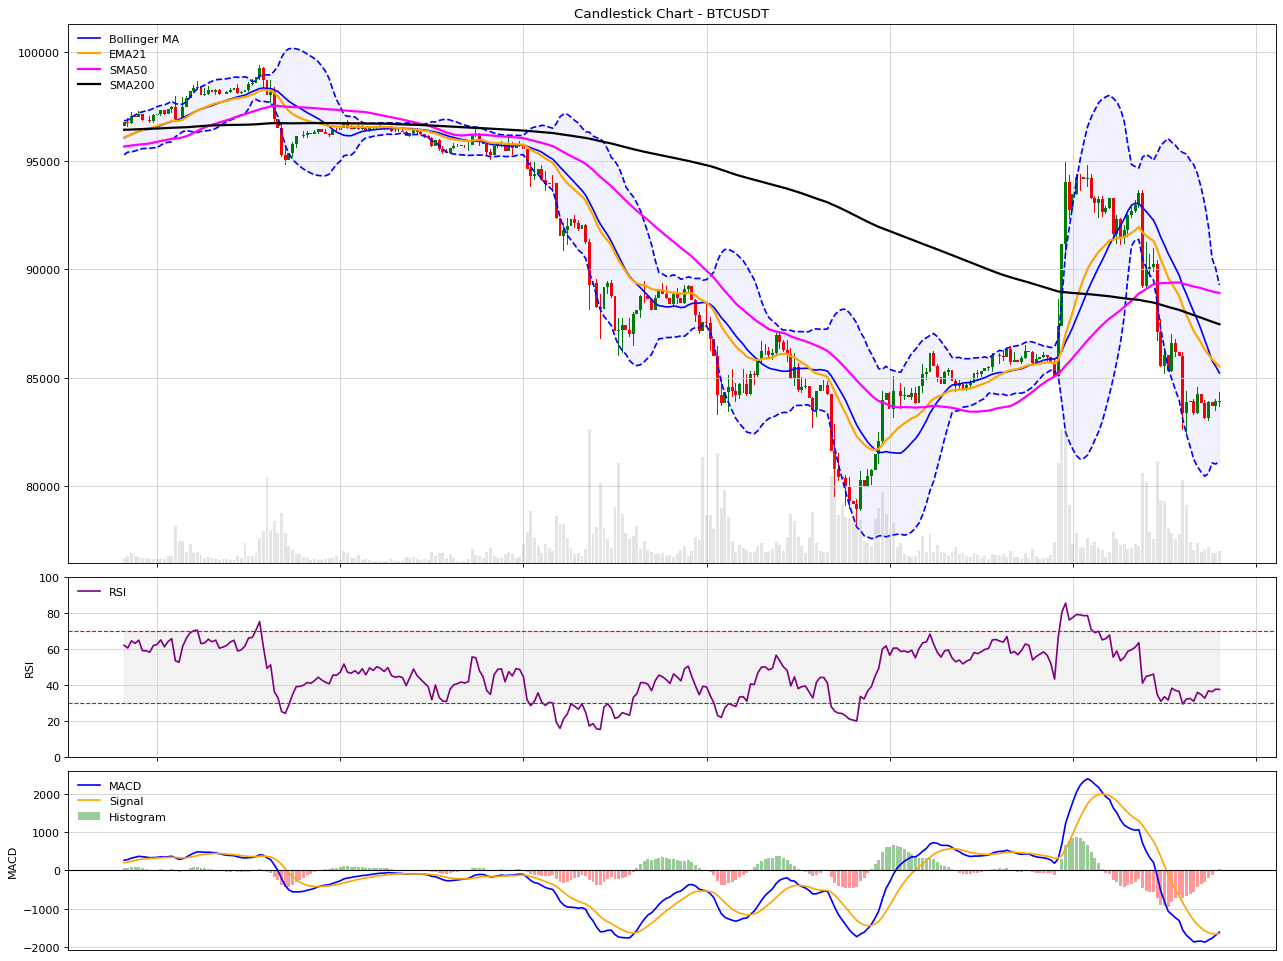 Candlestick Chart - BTCUSDT
Bollinger MA
EMA21
SMA50
SMA200
100000
95000
90000
85000
80000
RSI
100
80
60
40
20
0
RSI
MACD
Signal
Histogram
2000
1000
0
−1000
−2000
MACD